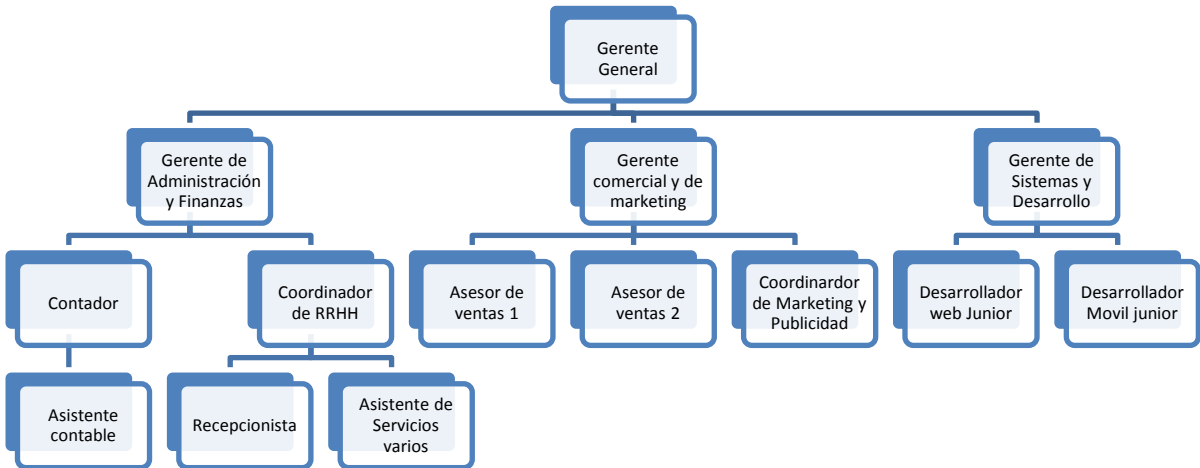 Gerente
General
Gerente de
Administración
y Finanzas
Gerente
comercial y de
marketing
Gerente de
Sistemas y
Desarrollo
Contador
Coordinador
de RRHH
Asesor de
ventas 1
Asesor de
ventas 2
Coordinardor
de Marketing y
Publicidad
Desarrollador
web Junior
Desarrollador
Movil junior
Asistente
contable
Recepcionista
Asistente de
Servicios
varios